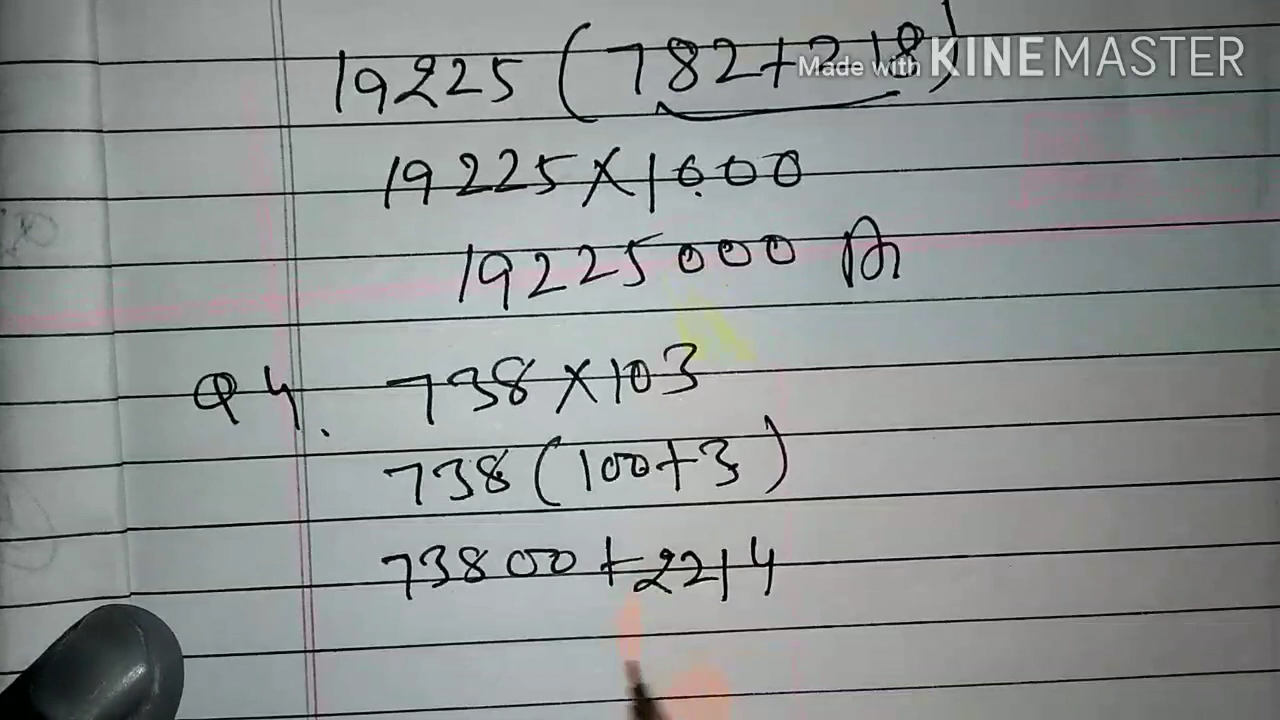 19225 (782+218)
Made with KINEMASTER
19225×1000
19225000
Q4. 738×103
738(100+3)
73800+2214